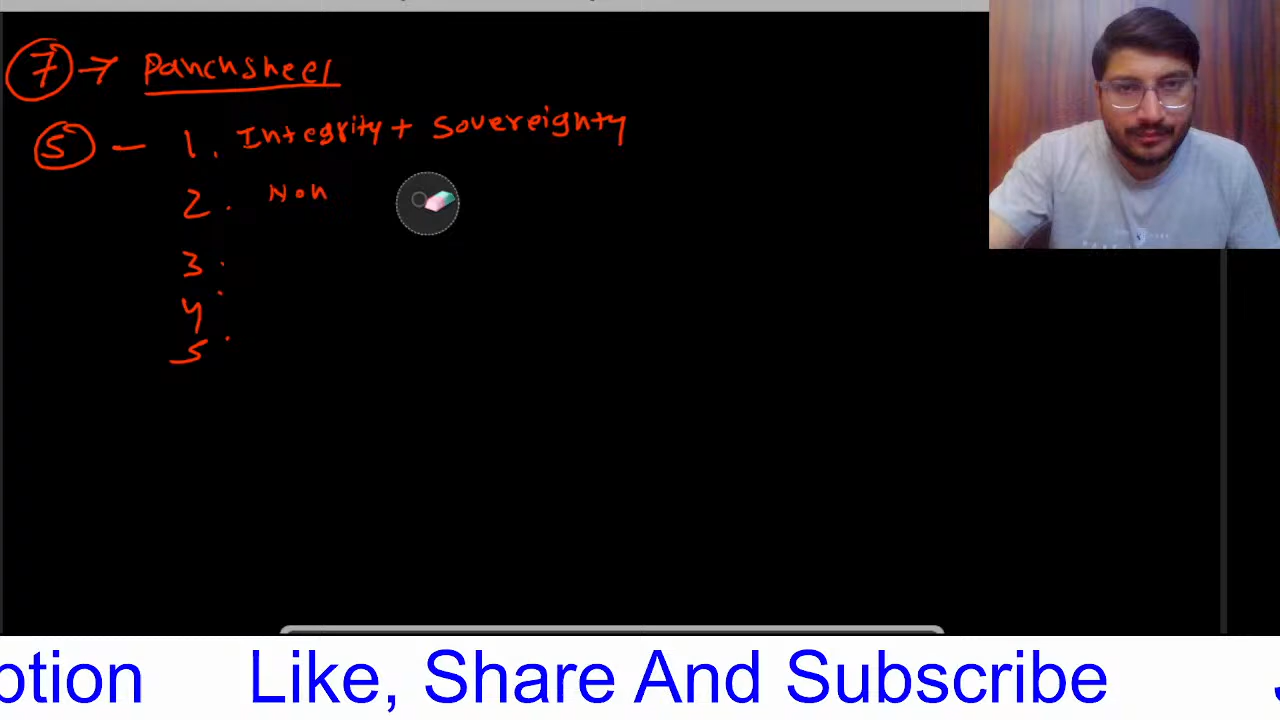 7 → Panchsheel
5 - 1. Integrity + Sovereignty
2. Non
3.
4.
5.
ption Like, Share And Subscribe